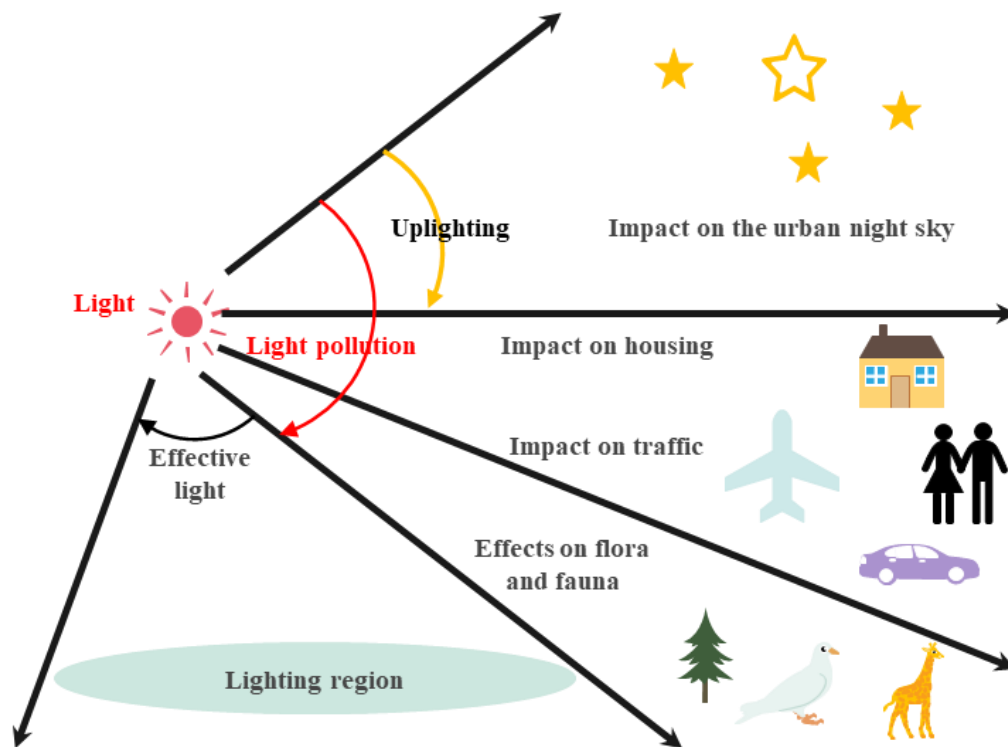 Uplighting
Impact on the urban night sky
Light
Light pollution
Impact on housing
Impact on traffic
Effective
light
Effects on flora
and fauna
Lighting region